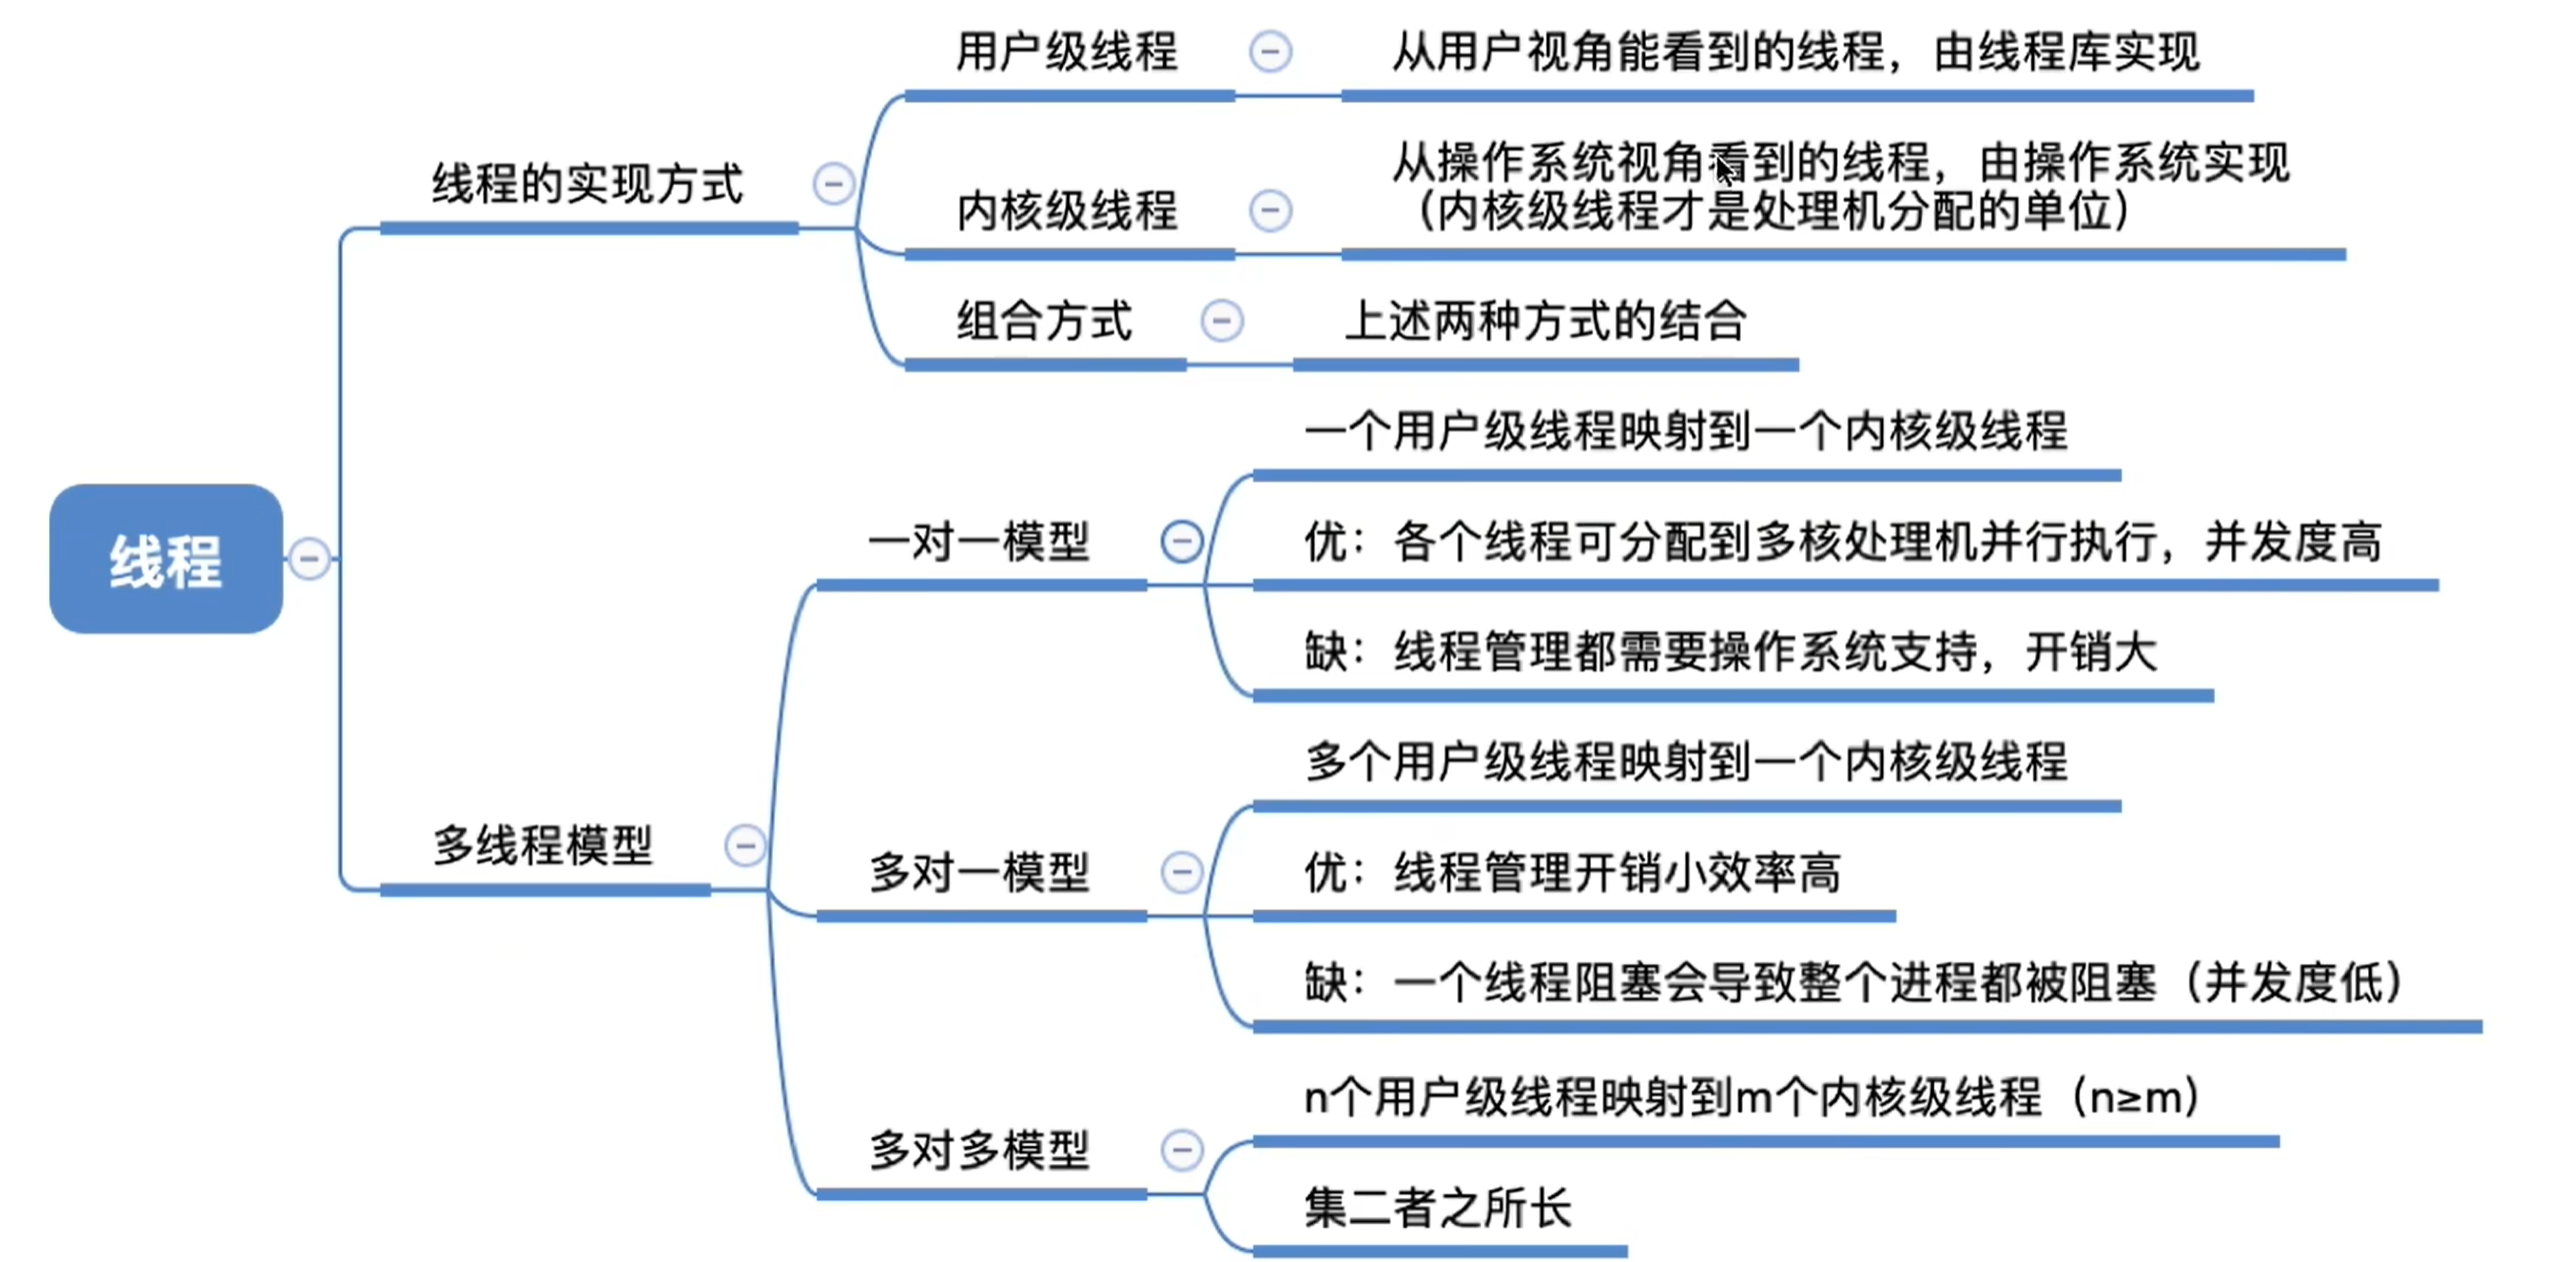 线程
线程的实现方式
用户级线程
从用户视角能看到的线程，由线程库实现
内核级线程
从操作系统视角看到的线程，由操作系统实现
（内核级线程才是处理机分配的单位）
组合方式
上述两种方式的结合
多线程模型
一对一模型
一个用户级线程映射到一个内核级线程
优：各个线程可分配到多核处理机并行执行，并发度高
缺：线程管理都需要操作系统支持，开销大
多对一模型
多个用户级线程映射到一个内核级线程
优：线程管理开销小效率高
缺：一个线程阻塞会导致整个进程都被阻塞（并发度低）
多对多模型
n个用户级线程映射到m个内核级线程（n≥m）
集二者之所长